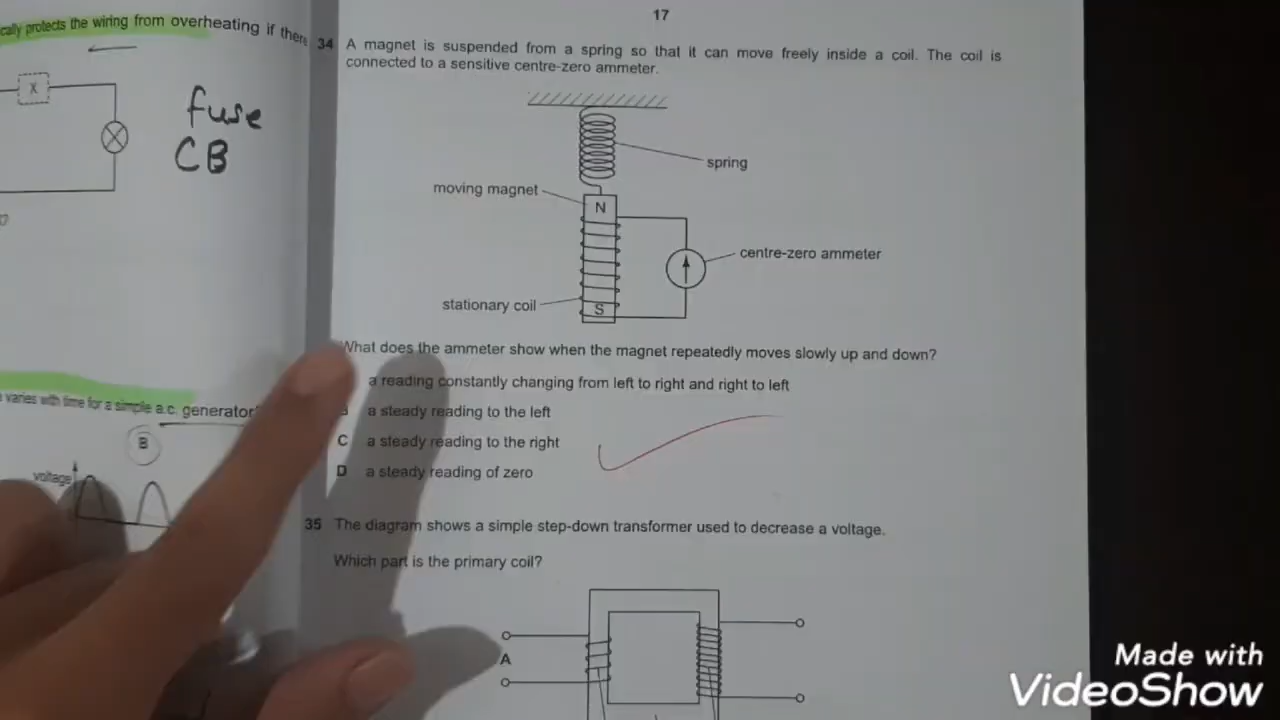 17
cally protects the wiring from overheating if there
X
fuse
CB
34 A magnet is suspended from a spring so that it can move freely inside a coil. The coil is
connected to a sensitive centre-zero ammeter.
spring
moving magnet
N
centre-zero ammeter
stationary coil
S
What does the ammeter show when the magnet repeatedly moves slowly up and down?
a reading constantly changing from left to right and right to left
B a steady reading to the left
C a steady reading to the right
D a steady reading of zero
varies with time for a simple a.c. generator
B
voltage
35 The diagram shows a simple step-down transformer used to decrease a voltage.
Which part is the primary coil?
A
Made with
VideoShow